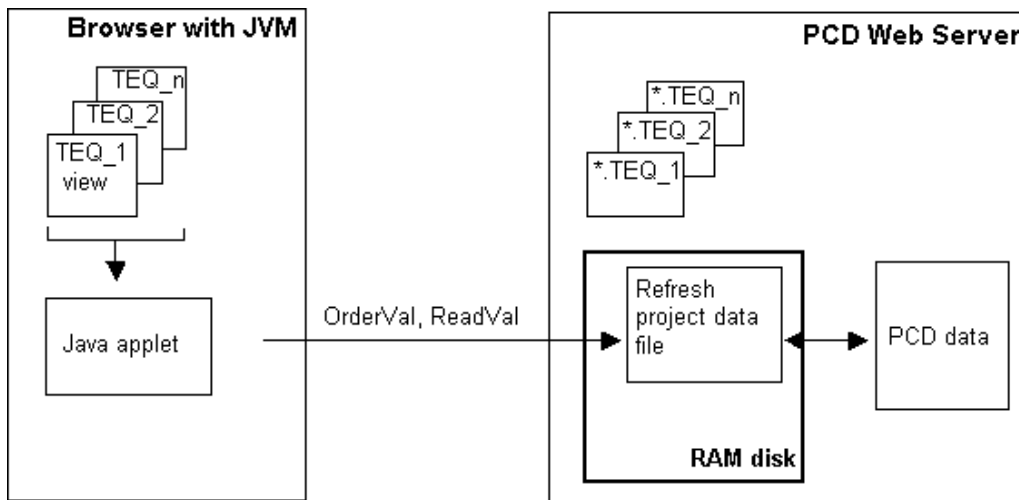 Browser with JVM
TEQ_n
TEQ_2
TEQ_1
view
Java applet
OrderVal, ReadVal
PCD Web Server
*.TEQ_n
*.TEQ_2
*.TEQ_1
Refresh
project data
file
RAM disk
PCD data